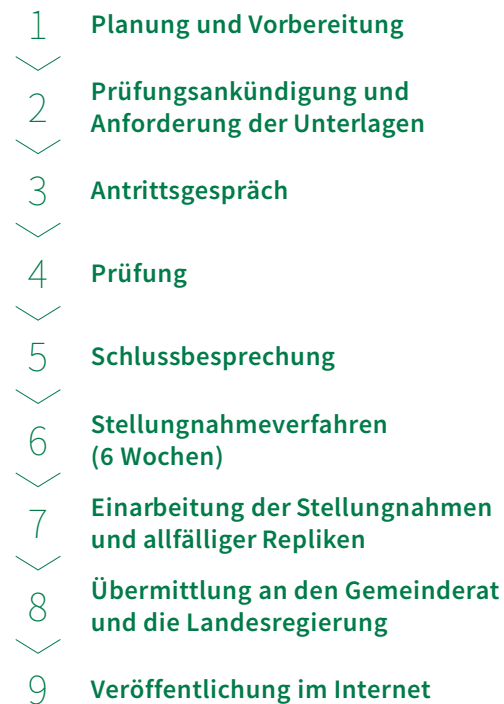 1 Planung und Vorbereitung
2 Prüfungsankündigung und
Anforderung der Unterlagen
3 Antrittsgespräch
4 Prüfung
5 Schlussbesprechung
6 Stellungnahmeverfahren
(6 Wochen)
7 Einarbeitung der Stellungnahmen
und allfälliger Repliken
8 Übermittlung an den Gemeinderat
und die Landesregierung
9 Veröffentlichung im Internet